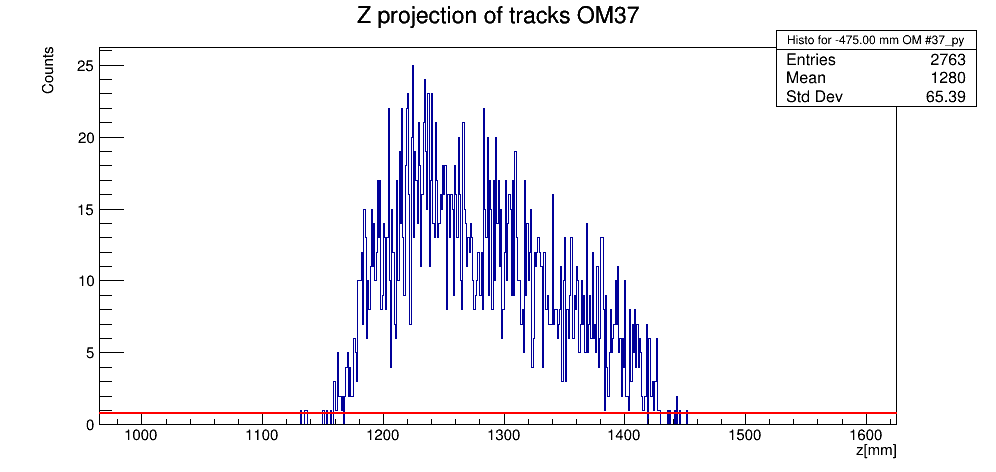 Z projection of tracks OM37
Histo for -475.00 mm OM #37_py
Entries 2763
Mean 1280
Std Dev 65.39
Counts
25
20
15
10
5
0
1000 1100 1200 1300 1400 1500 1600
z[mm]